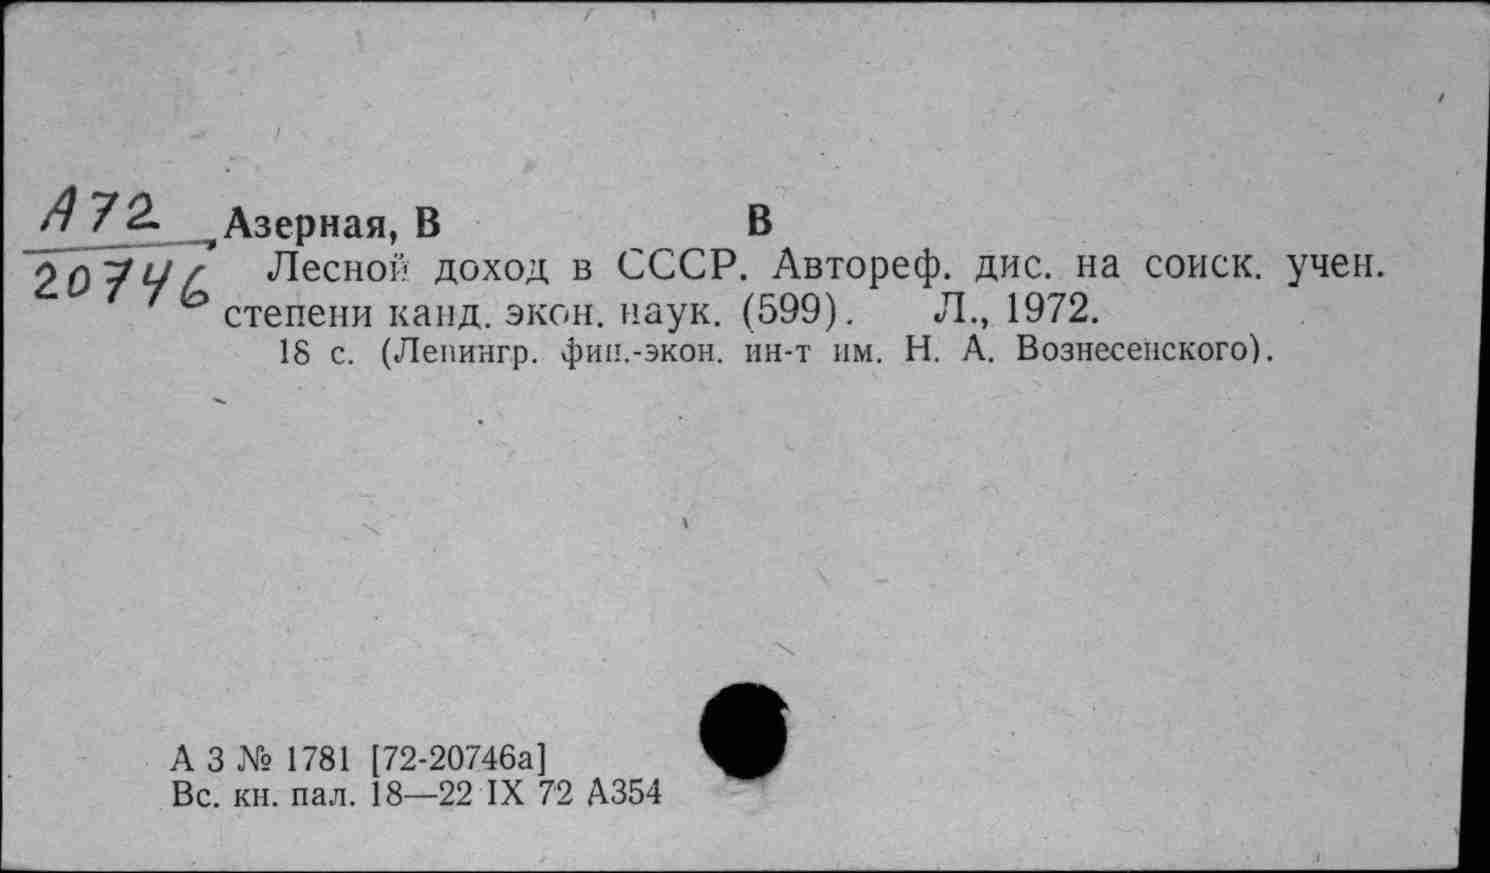 А72 Азерная, В В
20746 Лесной доход в СССР. Автореф. дис. на соиск. учен.
степени канд. экон. наук. (599). Л., 1972.
18 с. (Ленингр. фин.-экон. ин-т им. Н. А. Вознесенского).
А З № 1781 [72-20746а]
Вс. кн. пал. 18—22 IX 72 А354